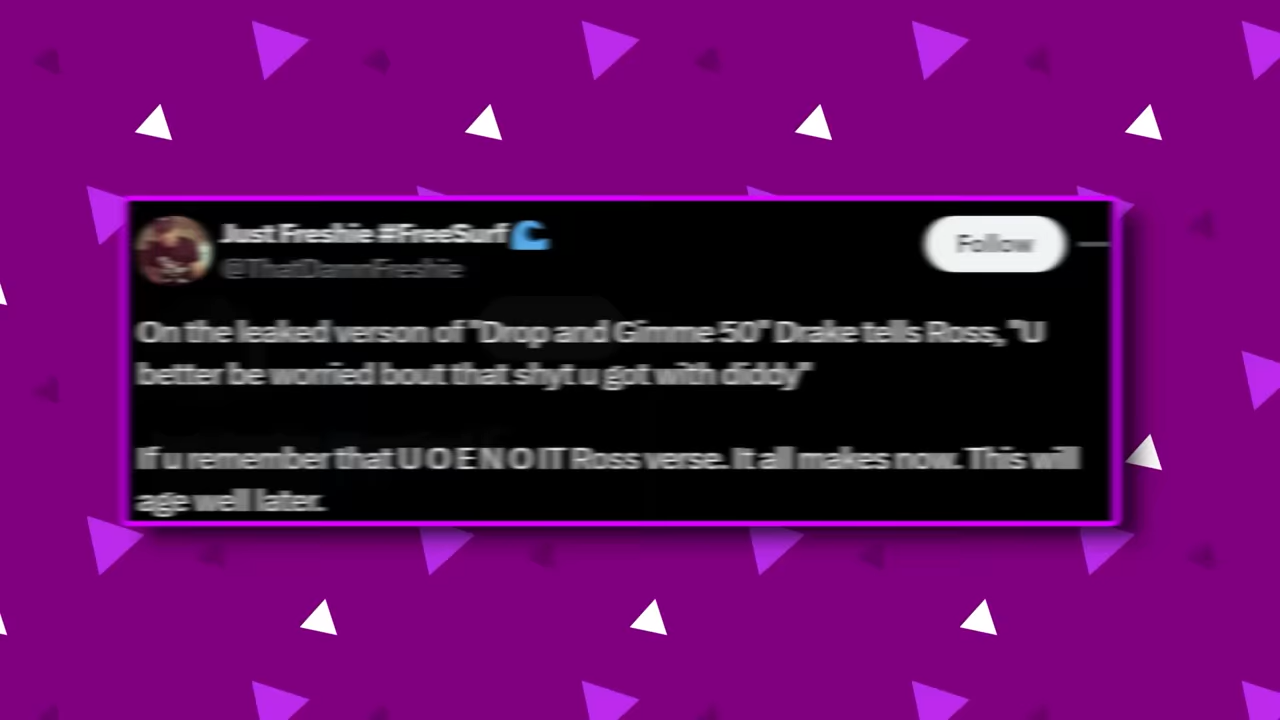 Just Freshie #FreeSurf🌊
@ThatDamnFreshie
Follow
On the leaked verson of "Drop and Gimme 50" Drake tells Ross, "U
better be worried bout that shyt u got with diddy"
If u remember that U O E N O IT Ross verse. It all makes now. This will
age well later.